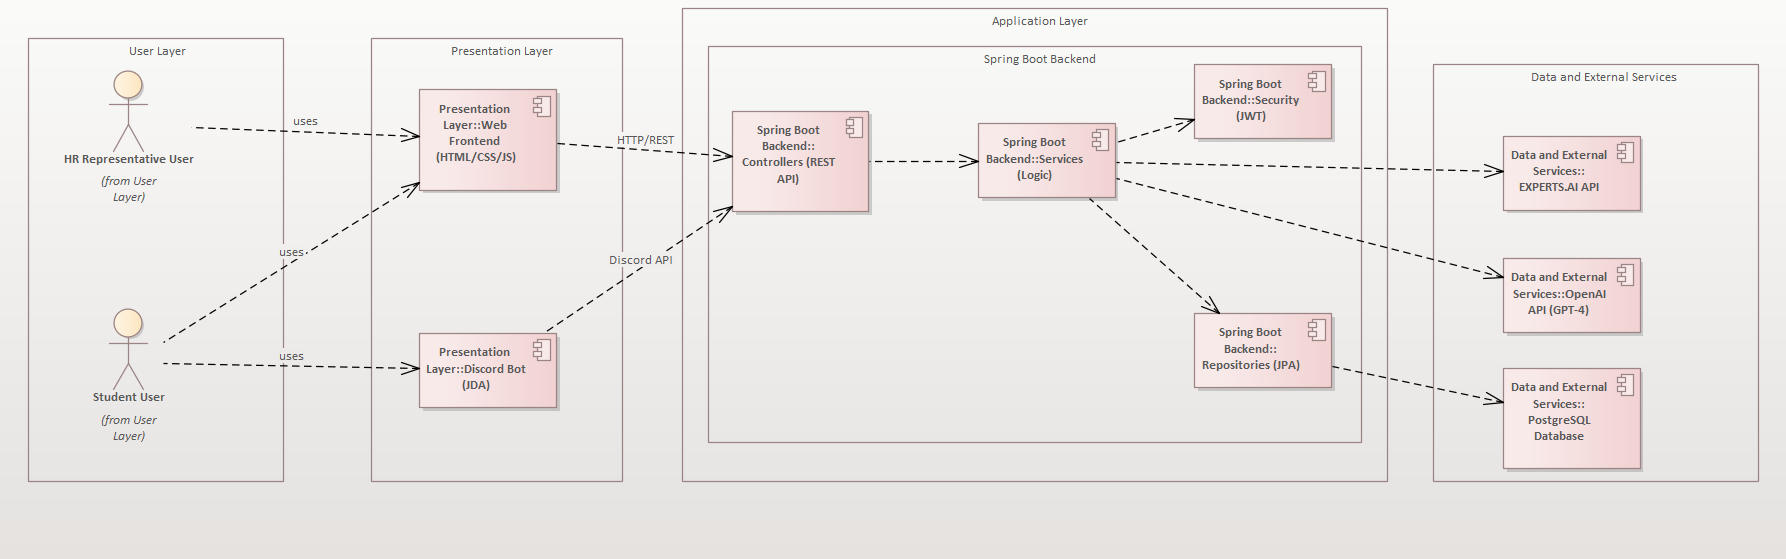 User Layer
HR Representative User
(from User
Layer)
Student User
(from User
Layer)
uses
uses
uses
Presentation Layer
Presentation
Layer::Web
Frontend
(HTML/CSS/JS)
Presentation
Layer::Discord Bot
(JDA)
HTTP/REST
Discord API
Application Layer
Spring Boot Backend
Spring Boot
Backend::
Controllers (REST
API)
Spring Boot
Backend::Services
(Logic)
Spring Boot
Backend::Security
(JWT)
Spring Boot
Backend::
Repositories (JPA)
Data and External Services
Data and External
Services::
EXPERTS.AI API
Data and External
Services::OpenAI
API (GPT-4)
Data and External
Services::
PostgreSQL
Database